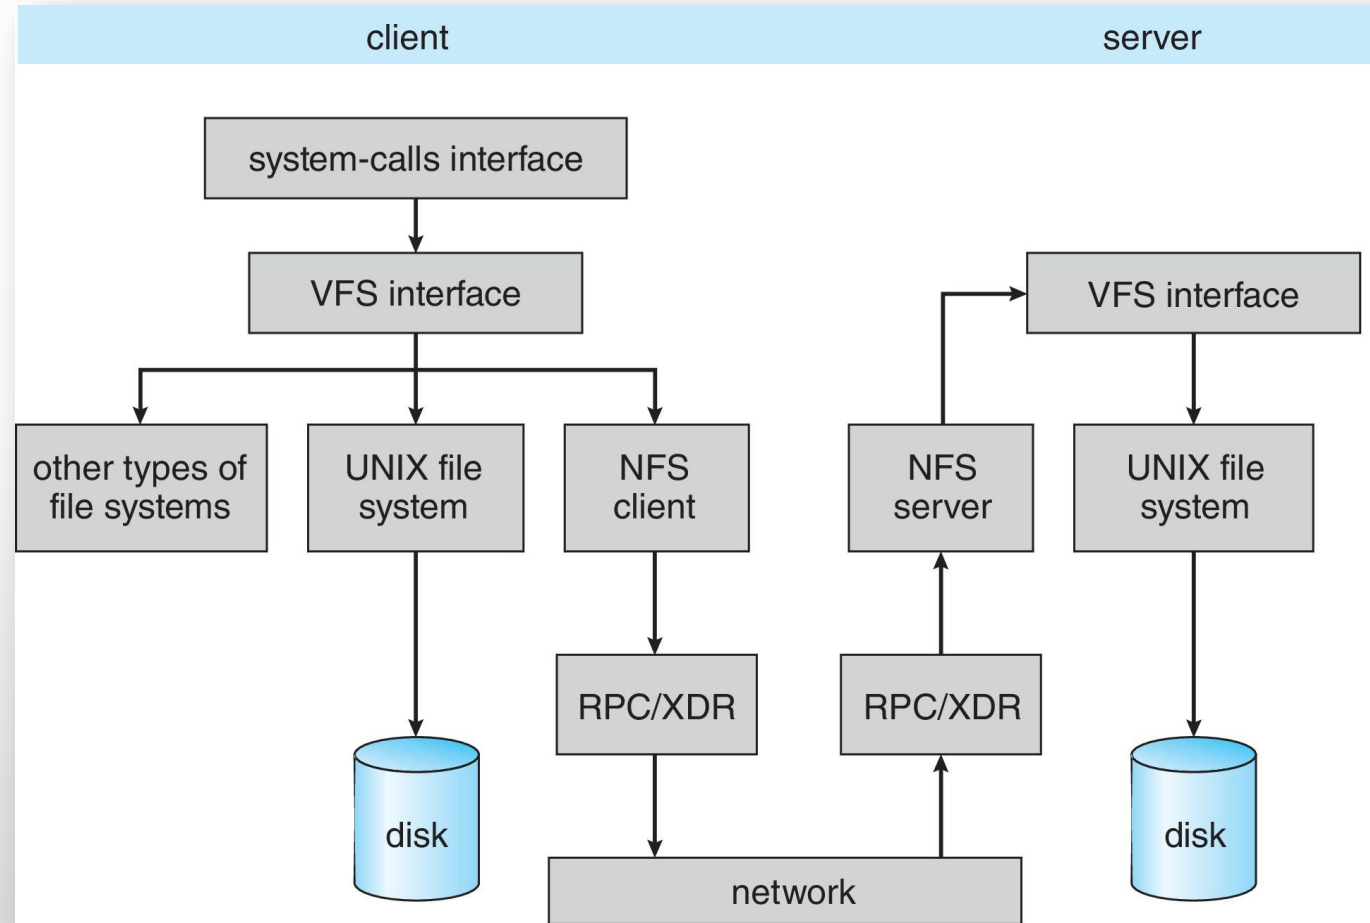 client
server
system-calls interface
VFS interface
VFS interface
other types of
file systems
UNIX file
system
NFS
client
NFS
server
UNIX file
system
RPC/XDR
RPC/XDR
disk
disk
network